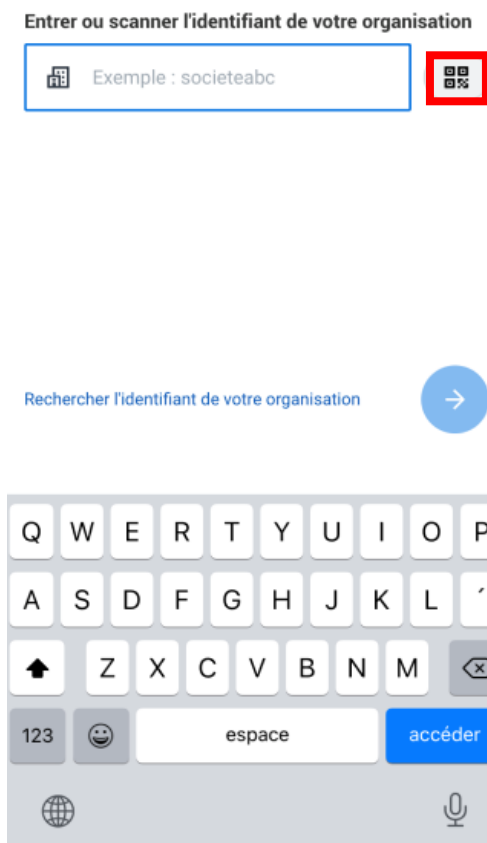 Entrer ou scanner l'identifiant de votre organisation
Exemple : societeabc
Rechercher l'identifiant de votre organisation
Q W E R T Y U I O P
A S D F G H J K L ´
Z X C V B N M
123 espace accéder